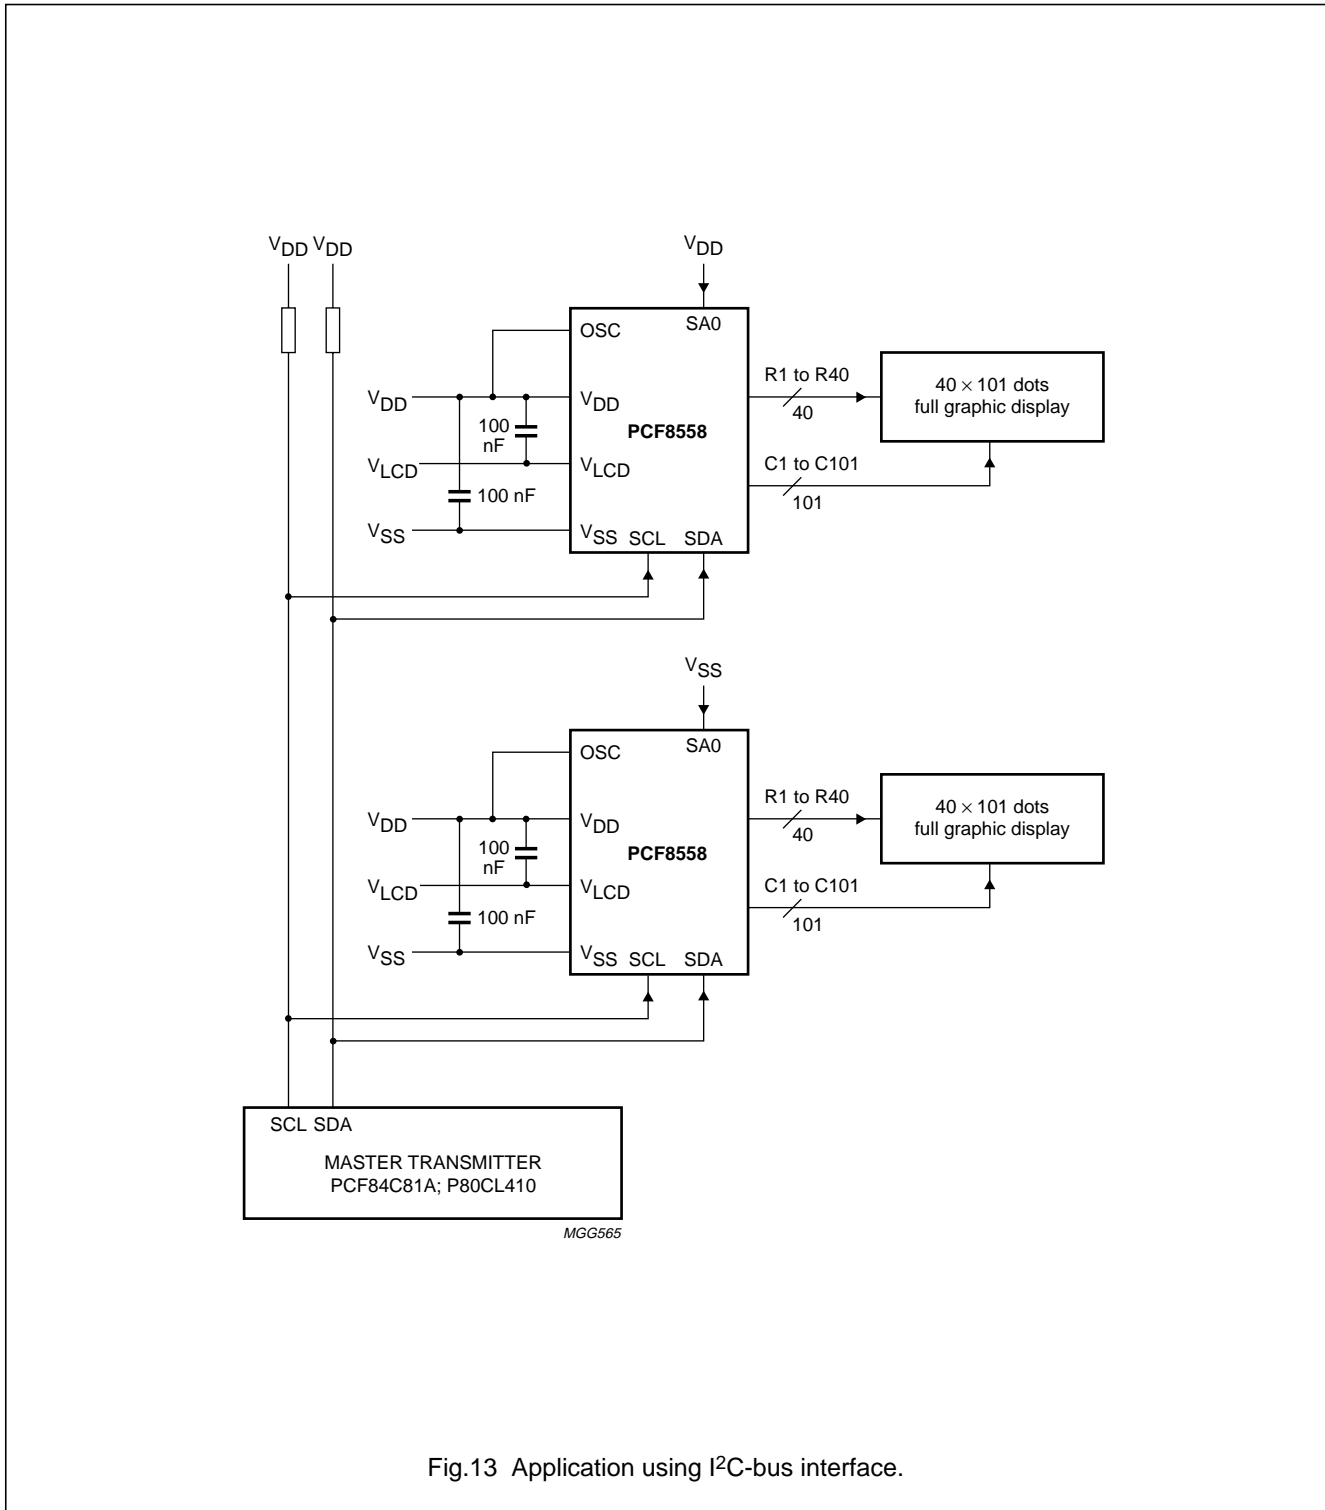 VDD VDD
VDD
OSC
SA0
R1 to R40
40
40 × 101 dots
full graphic display
VDD
VDD
100
nF
PCF8558
VLCD
VLCD
C1 to C101
101
100 nF
VSS
VSS
SCL
SDA
VSS
OSC
SA0
R1 to R40
40
40 × 101 dots
full graphic display
VDD
VDD
100
nF
PCF8558
VLCD
VLCD
C1 to C101
101
100 nF
VSS
VSS
SCL
SDA
SCL SDA
MASTER TRANSMITTER
PCF84C81A; P80CL410
MGG565
Fig.13 Application using I²C-bus interface.